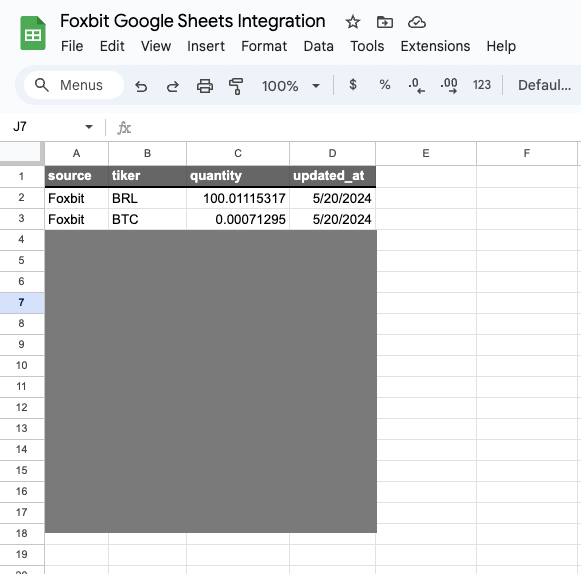 Foxbit Google Sheets Integration
File Edit View Insert Format Data Tools Extensions Help
Menus 100% $ % .0 .00 123 Defaul...
J7 fx
A B C D E F
1 source tiker quantity updated_at
2 Foxbit BRL 100.01115317 5/20/2024
3 Foxbit BTC 0.00071295 5/20/2024
4
5
6
7
8
9
10
11
12
13
14
15
16
17
18
19